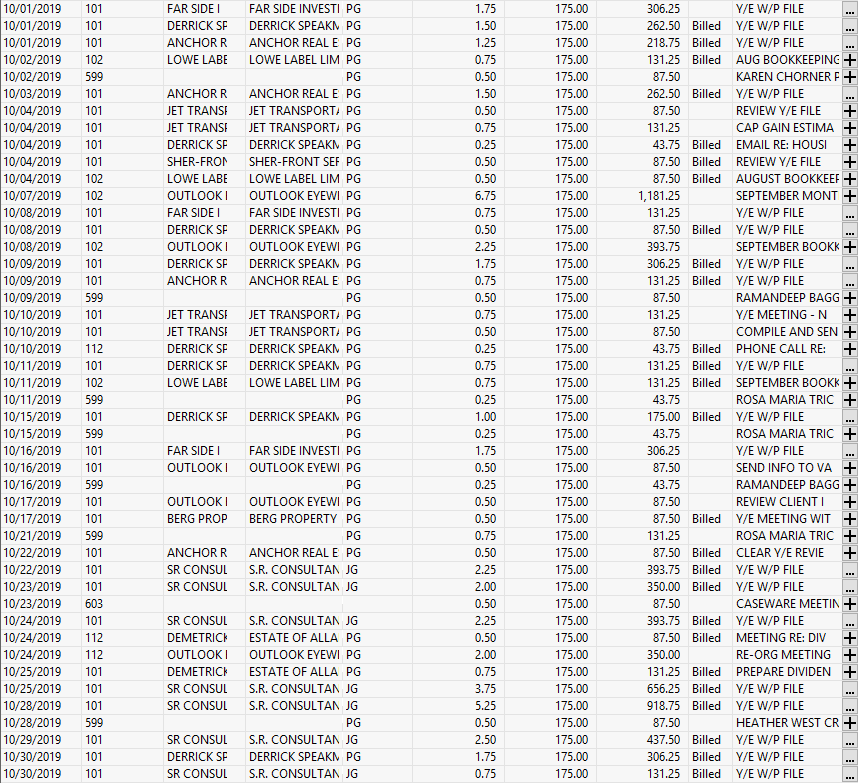 10/01/2019 101 FAR SIDE I FAR SIDE INVESTI PG 1.75 175.00 306.25 Y/E W/P FILE ...
10/01/2019 101 DERRICK SP DERRICK SPEAKM PG 1.50 175.00 262.50 Billed Y/E W/P FILE ...
10/01/2019 101 ANCHOR R ANCHOR REAL E PG 1.25 175.00 218.75 Billed Y/E W/P FILE ...
10/02/2019 102 LOWE LABE LOWE LABEL LIM PG 0.75 175.00 131.25 Billed AUG BOOKKEEPING +
10/02/2019 599 PG 0.50 175.00 87.50 KAREN CHORNER P +
10/03/2019 101 ANCHOR R ANCHOR REAL E PG 1.50 175.00 262.50 Billed Y/E W/P FILE ...
10/04/2019 101 JET TRANSP JET TRANSPORTA PG 0.50 175.00 87.50 REVIEW Y/E FILE +
10/04/2019 101 JET TRANSP JET TRANSPORTA PG 0.75 175.00 131.25 CAP GAIN ESTIMA +
10/04/2019 101 DERRICK SP DERRICK SPEAKM PG 0.25 175.00 43.75 Billed EMAIL RE: HOUSI +
10/04/2019 101 SHER-FRON SHER-FRONT SEF PG 0.50 175.00 87.50 Billed REVIEW Y/E FILE +
10/04/2019 102 LOWE LABE LOWE LABEL LIM PG 0.50 175.00 87.50 Billed AUGUST BOOKKEEP +
10/07/2019 102 OUTLOOK I OUTLOOK EYEWI PG 6.75 175.00 1,181.25 SEPTEMBER MONT +
10/08/2019 101 FAR SIDE I FAR SIDE INVESTI PG 0.75 175.00 131.25 Y/E W/P FILE ...
10/08/2019 101 DERRICK SP DERRICK SPEAKM PG 0.50 175.00 87.50 Billed Y/E W/P FILE ...
10/08/2019 102 OUTLOOK I OUTLOOK EYEWI PG 2.25 175.00 393.75 SEPTEMBER BOOKK +
10/09/2019 101 DERRICK SP DERRICK SPEAKM PG 1.75 175.00 306.25 Billed Y/E W/P FILE ...
10/09/2019 101 ANCHOR R ANCHOR REAL E PG 0.75 175.00 131.25 Billed Y/E W/P FILE ...
10/09/2019 599 PG 0.50 175.00 87.50 RAMANDEEP BAGG +
10/10/2019 101 JET TRANSP JET TRANSPORTA PG 0.75 175.00 131.25 Y/E MEETING - N +
10/10/2019 101 JET TRANSP JET TRANSPORTA PG 0.50 175.00 87.50 COMPILE AND SEN +
10/10/2019 112 DERRICK SP DERRICK SPEAKM PG 0.25 175.00 43.75 Billed PHONE CALL RE: +
10/11/2019 101 DERRICK SP DERRICK SPEAKM PG 0.75 175.00 131.25 Billed Y/E W/P FILE ...
10/11/2019 102 LOWE LABE LOWE LABEL LIM PG 0.75 175.00 131.25 Billed SEPTEMBER BOOKK +
10/11/2019 599 PG 0.25 175.00 43.75 ROSA MARIA TRIC +
10/15/2019 101 DERRICK SP DERRICK SPEAKM PG 1.00 175.00 175.00 Billed Y/E W/P FILE ...
10/15/2019 599 PG 0.25 175.00 43.75 ROSA MARIA TRIC +
10/16/2019 101 FAR SIDE I FAR SIDE INVESTI PG 1.75 175.00 306.25 Y/E W/P FILE ...
10/16/2019 101 OUTLOOK I OUTLOOK EYEWI PG 0.50 175.00 87.50 SEND INFO TO VA +
10/16/2019 599 PG 0.25 175.00 43.75 RAMANDEEP BAGG +
10/17/2019 101 OUTLOOK I OUTLOOK EYEWI PG 0.50 175.00 87.50 REVIEW CLIENT I +
10/17/2019 101 BERG PROP BERG PROPERTY PG 0.50 175.00 87.50 Billed Y/E MEETING WIT +
10/21/2019 599 PG 0.75 175.00 131.25 ROSA MARIA TRIC +
10/22/2019 101 ANCHOR R ANCHOR REAL E PG 0.50 175.00 87.50 Billed CLEAR Y/E REVIE +
10/22/2019 101 SR CONSUL S.R. CONSULTAN JG 2.25 175.00 393.75 Billed Y/E W/P FILE ...
10/23/2019 101 SR CONSUL S.R. CONSULTAN JG 2.00 175.00 350.00 Billed Y/E W/P FILE ...
10/23/2019 603 0.50 175.00 87.50 CASEWARE MEETIN +
10/24/2019 101 SR CONSUL S.R. CONSULTAN JG 2.25 175.00 393.75 Billed Y/E W/P FILE ...
10/24/2019 112 DEMETRICK ESTATE OF ALLA PG 0.50 175.00 87.50 Billed MEETING RE: DIV +
10/24/2019 112 OUTLOOK I OUTLOOK EYEWI PG 2.00 175.00 350.00 RE-ORG MEETING +
10/25/2019 101 DEMETRICK ESTATE OF ALLA PG 0.75 175.00 131.25 Billed PREPARE DIVIDEN +
10/25/2019 101 SR CONSUL S.R. CONSULTAN JG 3.75 175.00 656.25 Billed Y/E W/P FILE ...
10/28/2019 101 SR CONSUL S.R. CONSULTAN JG 5.25 175.00 918.75 Billed Y/E W/P FILE ...
10/28/2019 599 PG 0.50 175.00 87.50 HEATHER WEST CR +
10/29/2019 101 SR CONSUL S.R. CONSULTAN JG 2.50 175.00 437.50 Billed Y/E W/P FILE ...
10/30/2019 101 DERRICK SP DERRICK SPEAKM PG 1.75 175.00 306.25 Billed Y/E W/P FILE ...
10/30/2019 101 SR CONSUL S.R. CONSULTAN JG 0.75 175.00 131.25 Billed Y/E W/P FILE ...